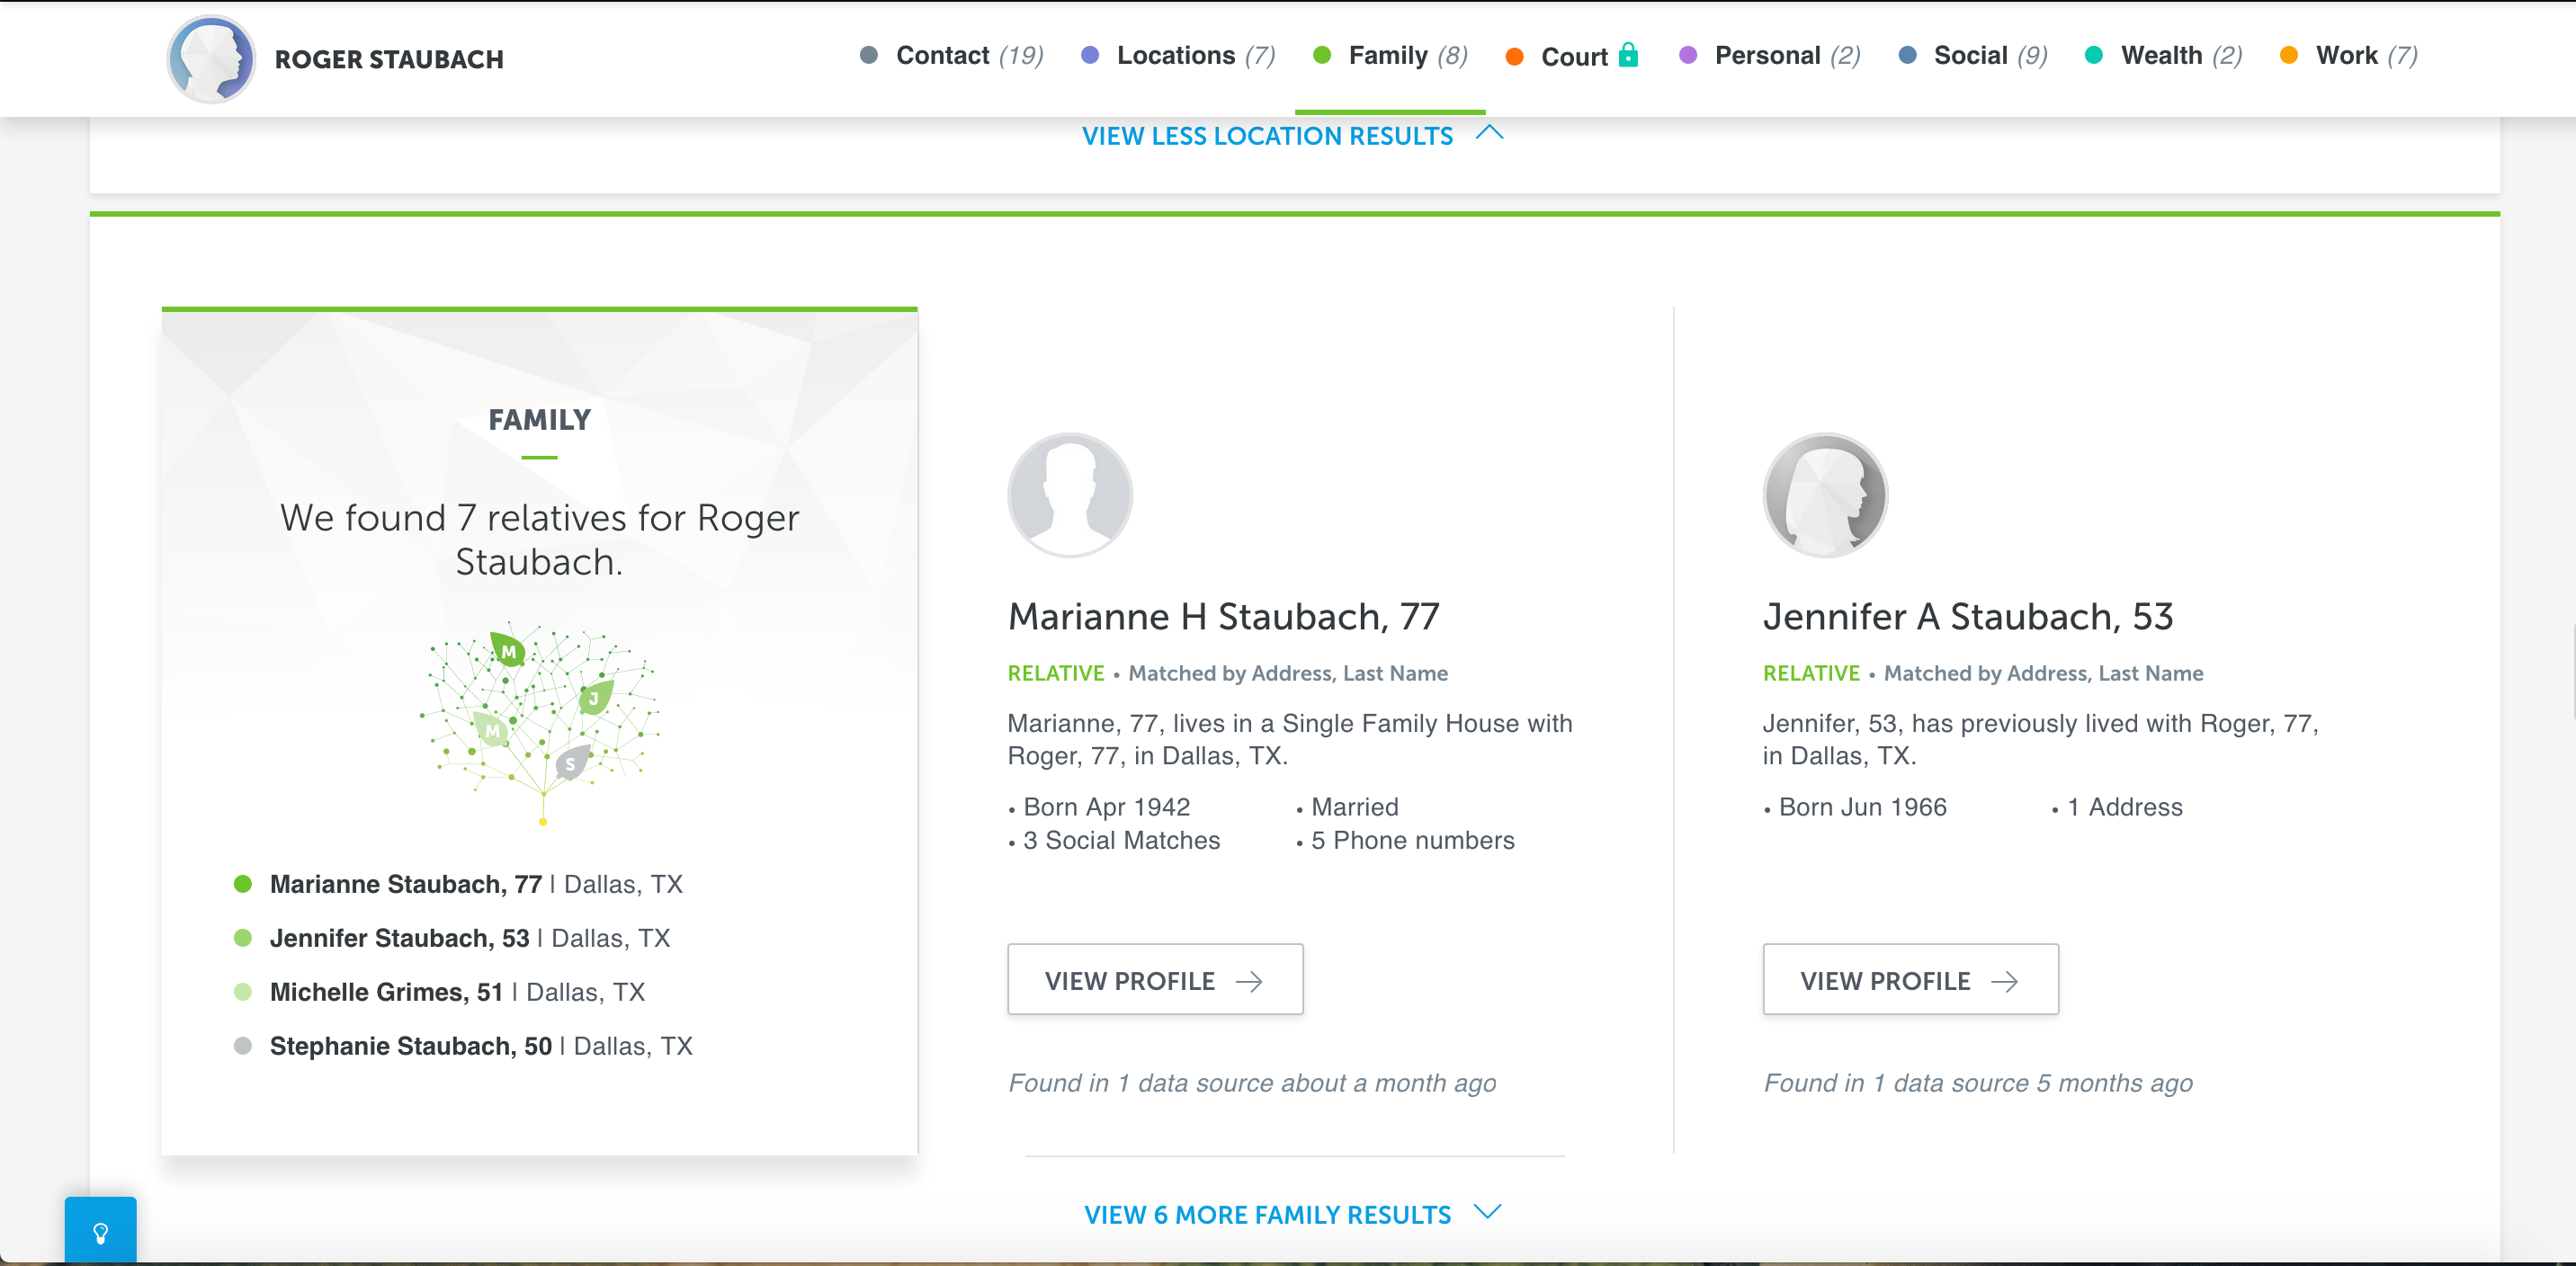 ROGER STAUBACH
Contact (19) Locations (7) Family (8) Court Personal (2) Social (9) Wealth (2) Work (7)
VIEW LESS LOCATION RESULTS
FAMILY
We found 7 relatives for Roger
Staubach.
M
J
M
S
Marianne Staubach, 77 | Dallas, TX
Jennifer Staubach, 53 | Dallas, TX
Michelle Grimes, 51 | Dallas, TX
Stephanie Staubach, 50 | Dallas, TX
Marianne H Staubach, 77
RELATIVE • Matched by Address, Last Name
Marianne, 77, lives in a Single Family House with
Roger, 77, in Dallas, TX.
• Born Apr 1942 • Married
• 3 Social Matches • 5 Phone numbers
VIEW PROFILE
Found in 1 data source about a month ago
Jennifer A Staubach, 53
RELATIVE • Matched by Address, Last Name
Jennifer, 53, has previously lived with Roger, 77,
in Dallas, TX.
• Born Jun 1966 • 1 Address
VIEW PROFILE
Found in 1 data source 5 months ago
VIEW 6 MORE FAMILY RESULTS